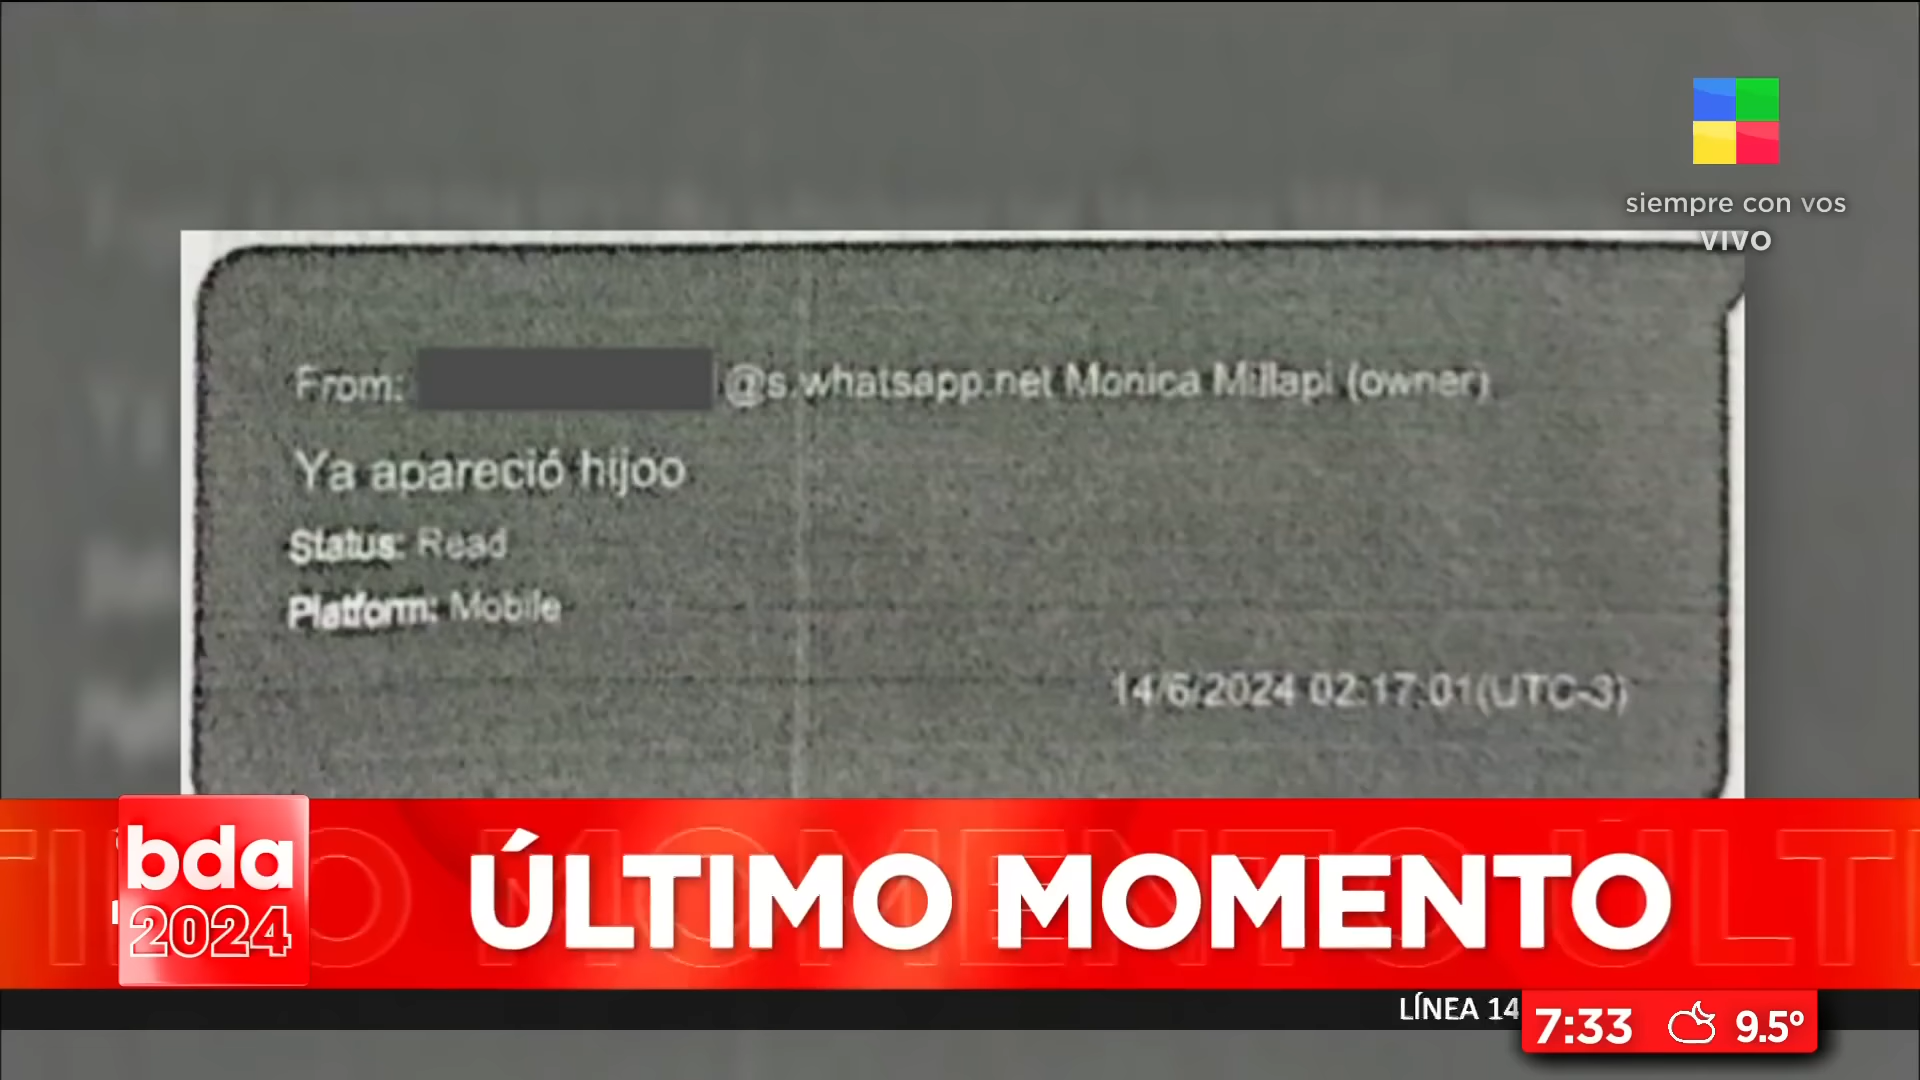 siempre con vos
VIVO
From: @s.whatsapp.net Monica Millapi (owner)
Ya apareció hijoo
Status: Read
Platform: Mobile
14/6/2024 02:17:01(UTC-3)
bda
2024
ÚLTIMO MOMENTO
LÍNEA 14
7:33 9.5º